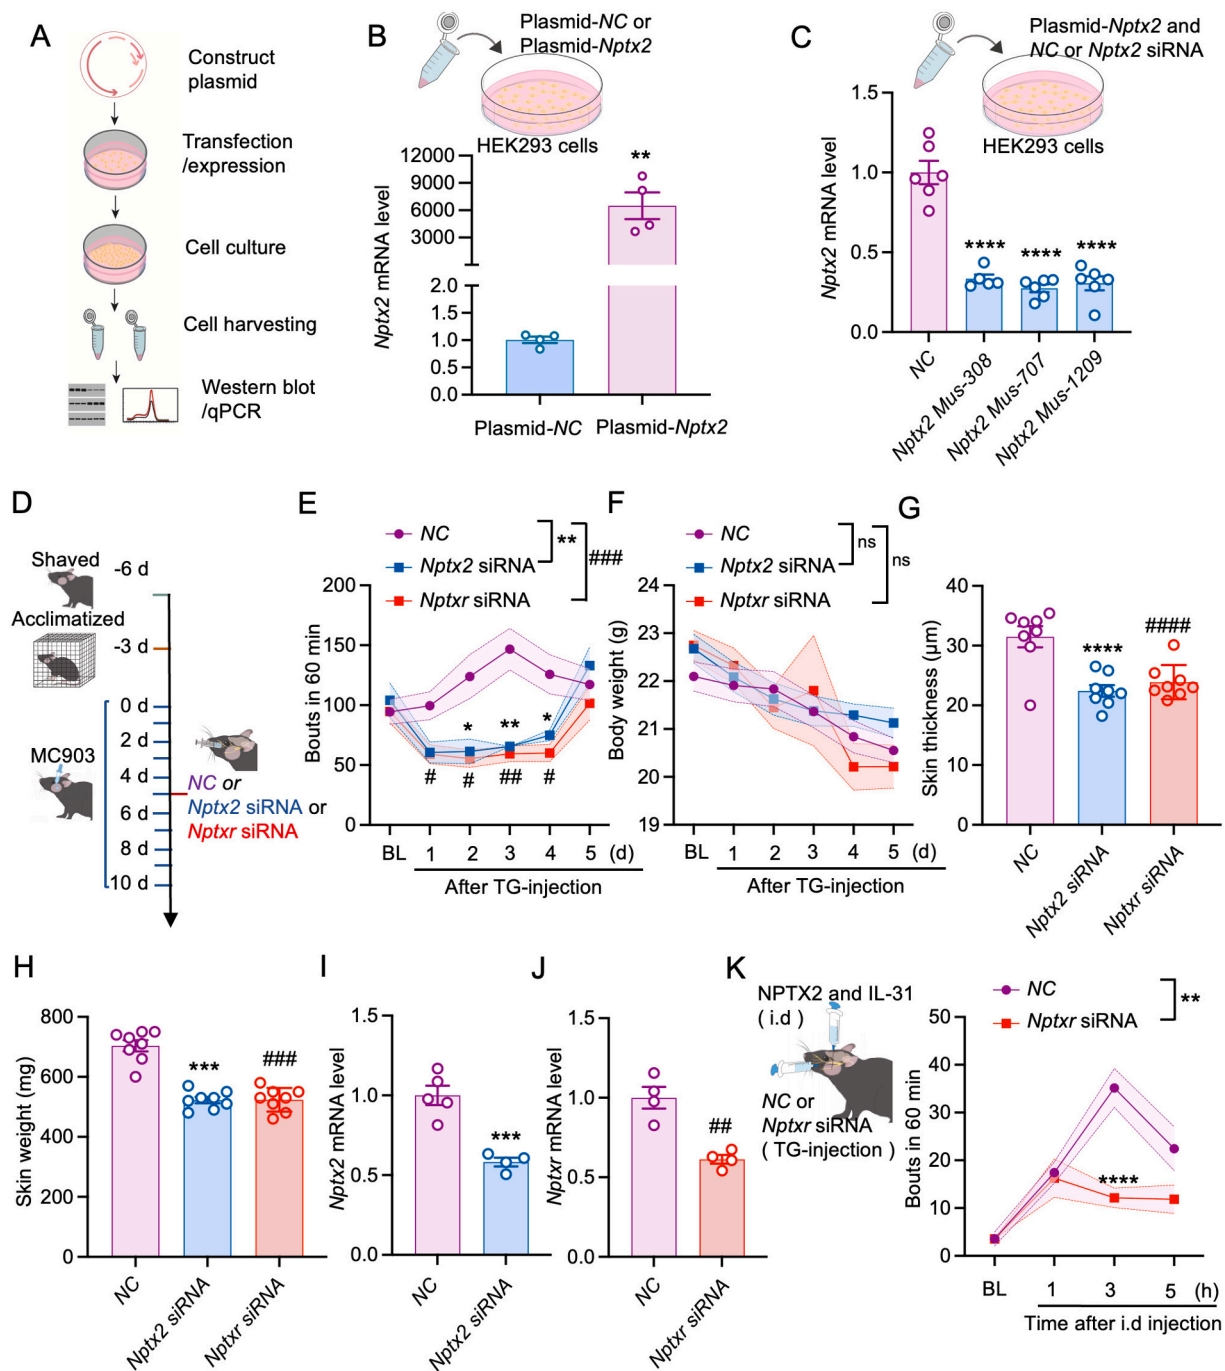 A
Construct
plasmid
Transfection
/expression
Cell culture
Cell harvesting
Western blot
/qPCR
B
Plasmid-NC or
Plasmid-Nptx2
HEK293 cells
Nptx2 mRNA level
12000
9000
6000
3000
2.0
1.5
1.0
0.5
0.0
**
Plasmid-NC
Plasmid-Nptx2
C
Plasmid-Nptx2 and
NC or Nptx2 siRNA
HEK293 cells
Nptx2 mRNA level
1.5
1.0
0.5
0.0
****
****
****
NC
Nptx2 Mus-308
Nptx2 Mus-707
Nptx2 Mus-1209
D
Shaved
-6 d
Acclimatized
-3 d
0 d
2 d
MC903
4 d
6 d
8 d
10 d
NC or
Nptx2 siRNA or
Nptxr siRNA
E
NC
Nptx2 siRNA
Nptxr siRNA
**
###
Bouts in 60 min
200
150
100
50
0
*
**
*
#
#
##
#
BL
1
2
3
4
5
(d)
After TG-injection
F
NC
Nptx2 siRNA
Nptxr siRNA
ns
ns
Body weight (g)
24
23
22
21
20
19
BL
1
2
3
4
5
(d)
After TG-injection
G
Skin thickness (μm)
40
30
20
10
0
****
####
NC
Nptx2 siRNA
Nptxr siRNA
H
Skin weight (mg)
800
600
400
200
0
***
###
NC
Nptx2 siRNA
Nptxr siRNA
I
Nptx2 mRNA level
1.5
1.0
0.5
0.0
***
NC
Nptx2 siRNA
J
Nptxr mRNA level
1.5
1.0
0.5
0.0
##
NC
Nptxr siRNA
K
NPTX2 and IL-31
( i.d )
NC or
Nptxr siRNA
( TG-injection )
NC
Nptxr siRNA
**
Bouts in 60 min
50
40
30
20
10
0
****
BL
1
3
5
(h)
Time after i.d injection